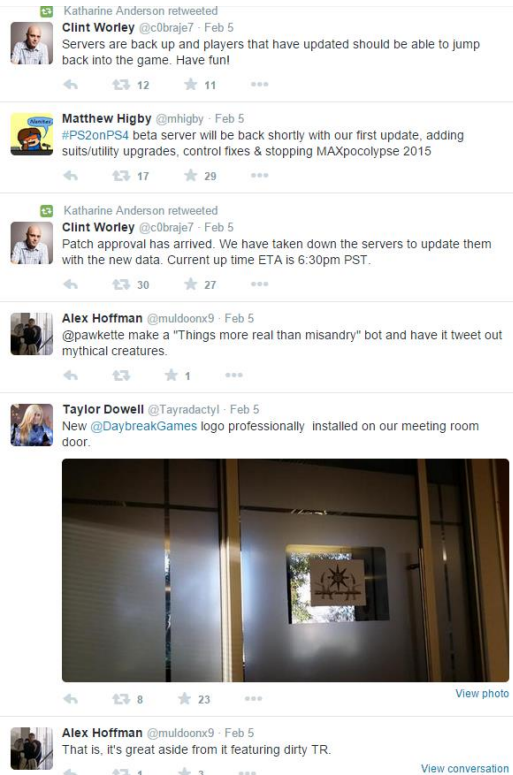 Katharine Anderson retweeted
Clint Worley @c0braje7 · Feb 5
Servers are back up and players that have updated should be able to jump
back into the game. Have fun!
12 11
Matthew Higby @mhigby · Feb 5
#PS2onPS4 beta server will be back shortly with our first update, adding
suits/utility upgrades, control fixes & stopping MAXpocolypse 2015
17 29
Katharine Anderson retweeted
Clint Worley @c0braje7 · Feb 5
Patch approval has arrived. We have taken down the servers to update them
with the new data. Current up time ETA is 6:30pm PST.
30 27
Alex Hoffman @muldoonx9 · Feb 5
@pawkette make a "Things more real than misandry" bot and have it tweet out
mythical creatures.
1
Taylor Dowell @Tayradactyl · Feb 5
New @DaybreakGames logo professionally installed on our meeting room
door.
8 23 View photo
Alex Hoffman @muldoonx9 · Feb 5
That is, it's great aside from it featuring dirty TR.
1 3 View conversation